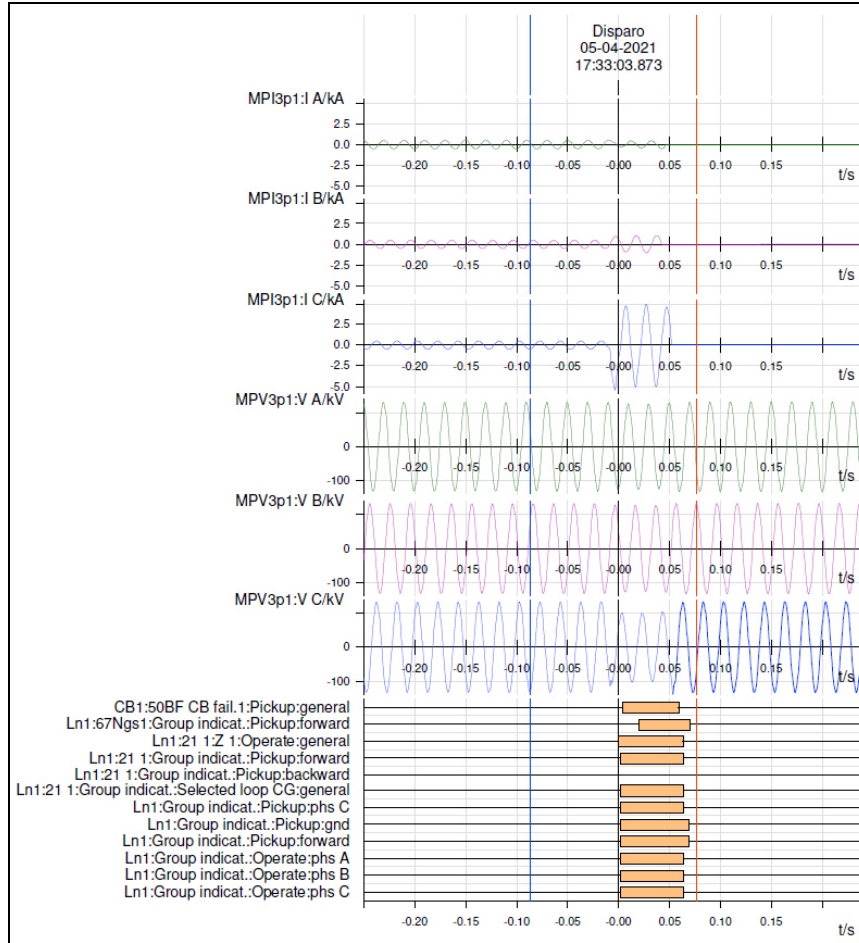 Disparo
05-04-2021
17:33:03.873
MPI3p1:I A/kA
2.5
0.0
-2.5
-5.0
-0.20 -0.15 -0.10 -0.05 -0.00 0.05 0.10 0.15
t/s
MPI3p1:I B/kA
2.5
0.0
-2.5
-5.0
-0.20 -0.15 -0.10 -0.05 -0.00 0.05 0.10 0.15
t/s
MPI3p1:I C/kA
2.5
0.0
-2.5
-5.0
-0.20 -0.15 -0.10 -0.05 -0.00 0.05 0.10 0.15
t/s
MPV3p1:V A/kV
0
-100
-0.20 -0.15 -0.10 -0.05 -0.00 0.05 0.10 0.15
t/s
MPV3p1:V B/kV
0
-100
-0.20 -0.15 -0.10 -0.05 -0.00 0.05 0.10 0.15
t/s
MPV3p1:V C/kV
0
-100
-0.20 -0.15 -0.10 -0.05 -0.00 0.05 0.10 0.15
t/s
CB1:50BF CB fail.1:Pickup:general
Ln1:67Ngs1:Group indicat.:Pickup:forward
Ln1:21 1:Z 1:Operate:general
Ln1:21 1:Group indicat.:Pickup:forward
Ln1:21 1:Group indicat.:Pickup:backward
Ln1:21 1:Group indicat.:Selected loop CG:general
Ln1:Group indicat.:Pickup:phs C
Ln1:Group indicat.:Pickup:gnd
Ln1:Group indicat.:Pickup:forward
Ln1:Group indicat.:Operate:phs A
Ln1:Group indicat.:Operate:phs B
Ln1:Group indicat.:Operate:phs C
-0.20 -0.15 -0.10 -0.05 -0.00 0.05 0.10 0.15
t/s